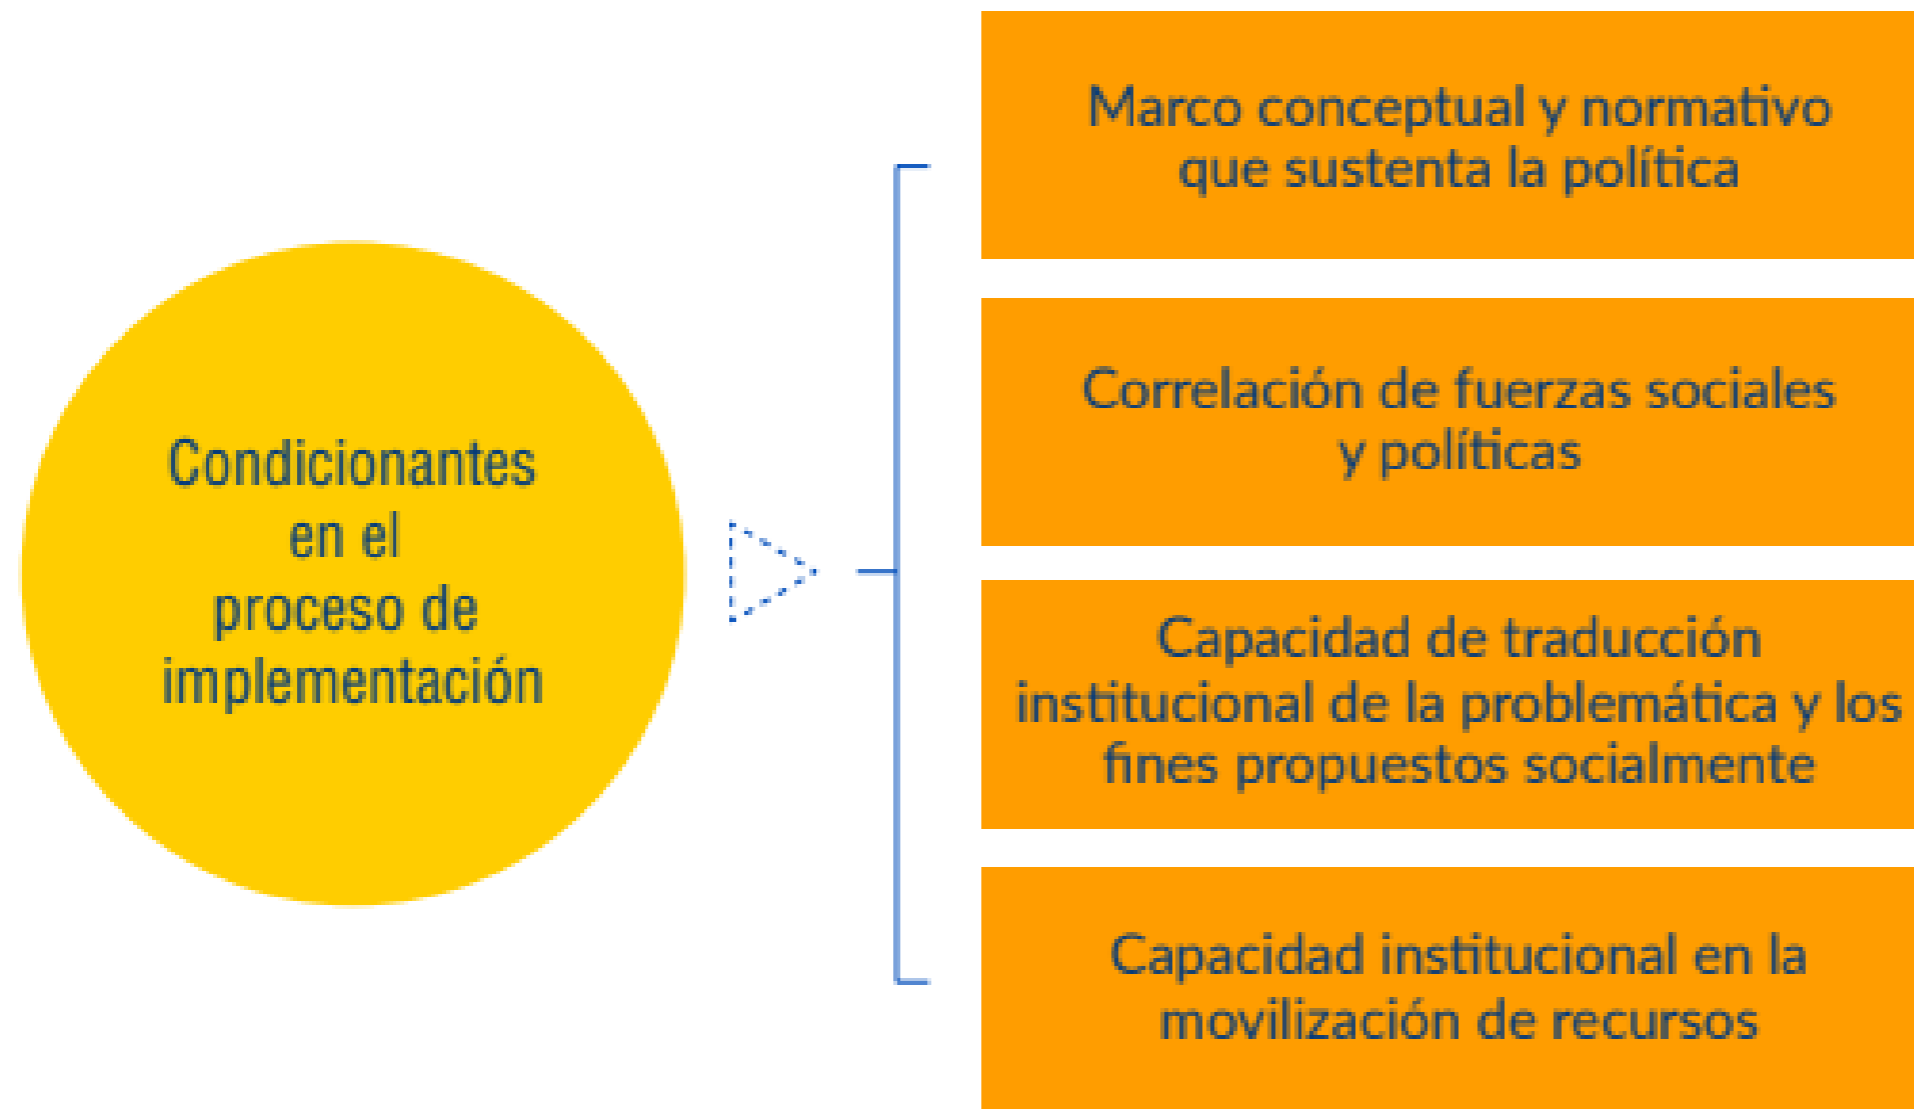 Condicionantes
en el
proceso de
implementación
Marco conceptual y normativo
que sustenta la política
Correlación de fuerzas sociales
y políticas
Capacidad de traducción
institucional de la problemática y los
fines propuestos socialmente
Capacidad institucional en la
movilización de recursos